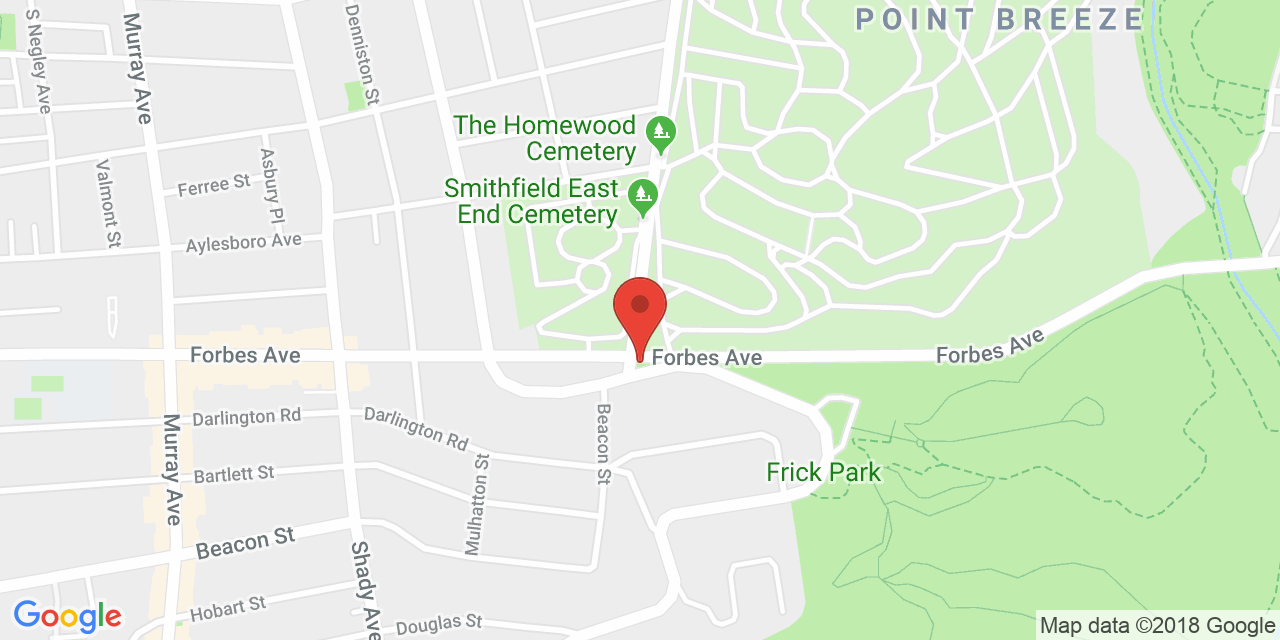 POINT BREEZE
S Negley Ave
Murray Ave
Denniston St
The Homewood
Cemetery
Smithfield East
End Cemetery
Valmont St
Ferree St
Asbury Pl
Aylesboro Ave
Forbes Ave
Forbes Ave
Forbes Ave
Darlington Rd
Darlington Rd
Beacon St
Murray Ave
Bartlett St
Mulhatton St
Frick Park
Beacon St
Shady Ave
Hobart St
Douglas St
Google
Map data ©2018 Google